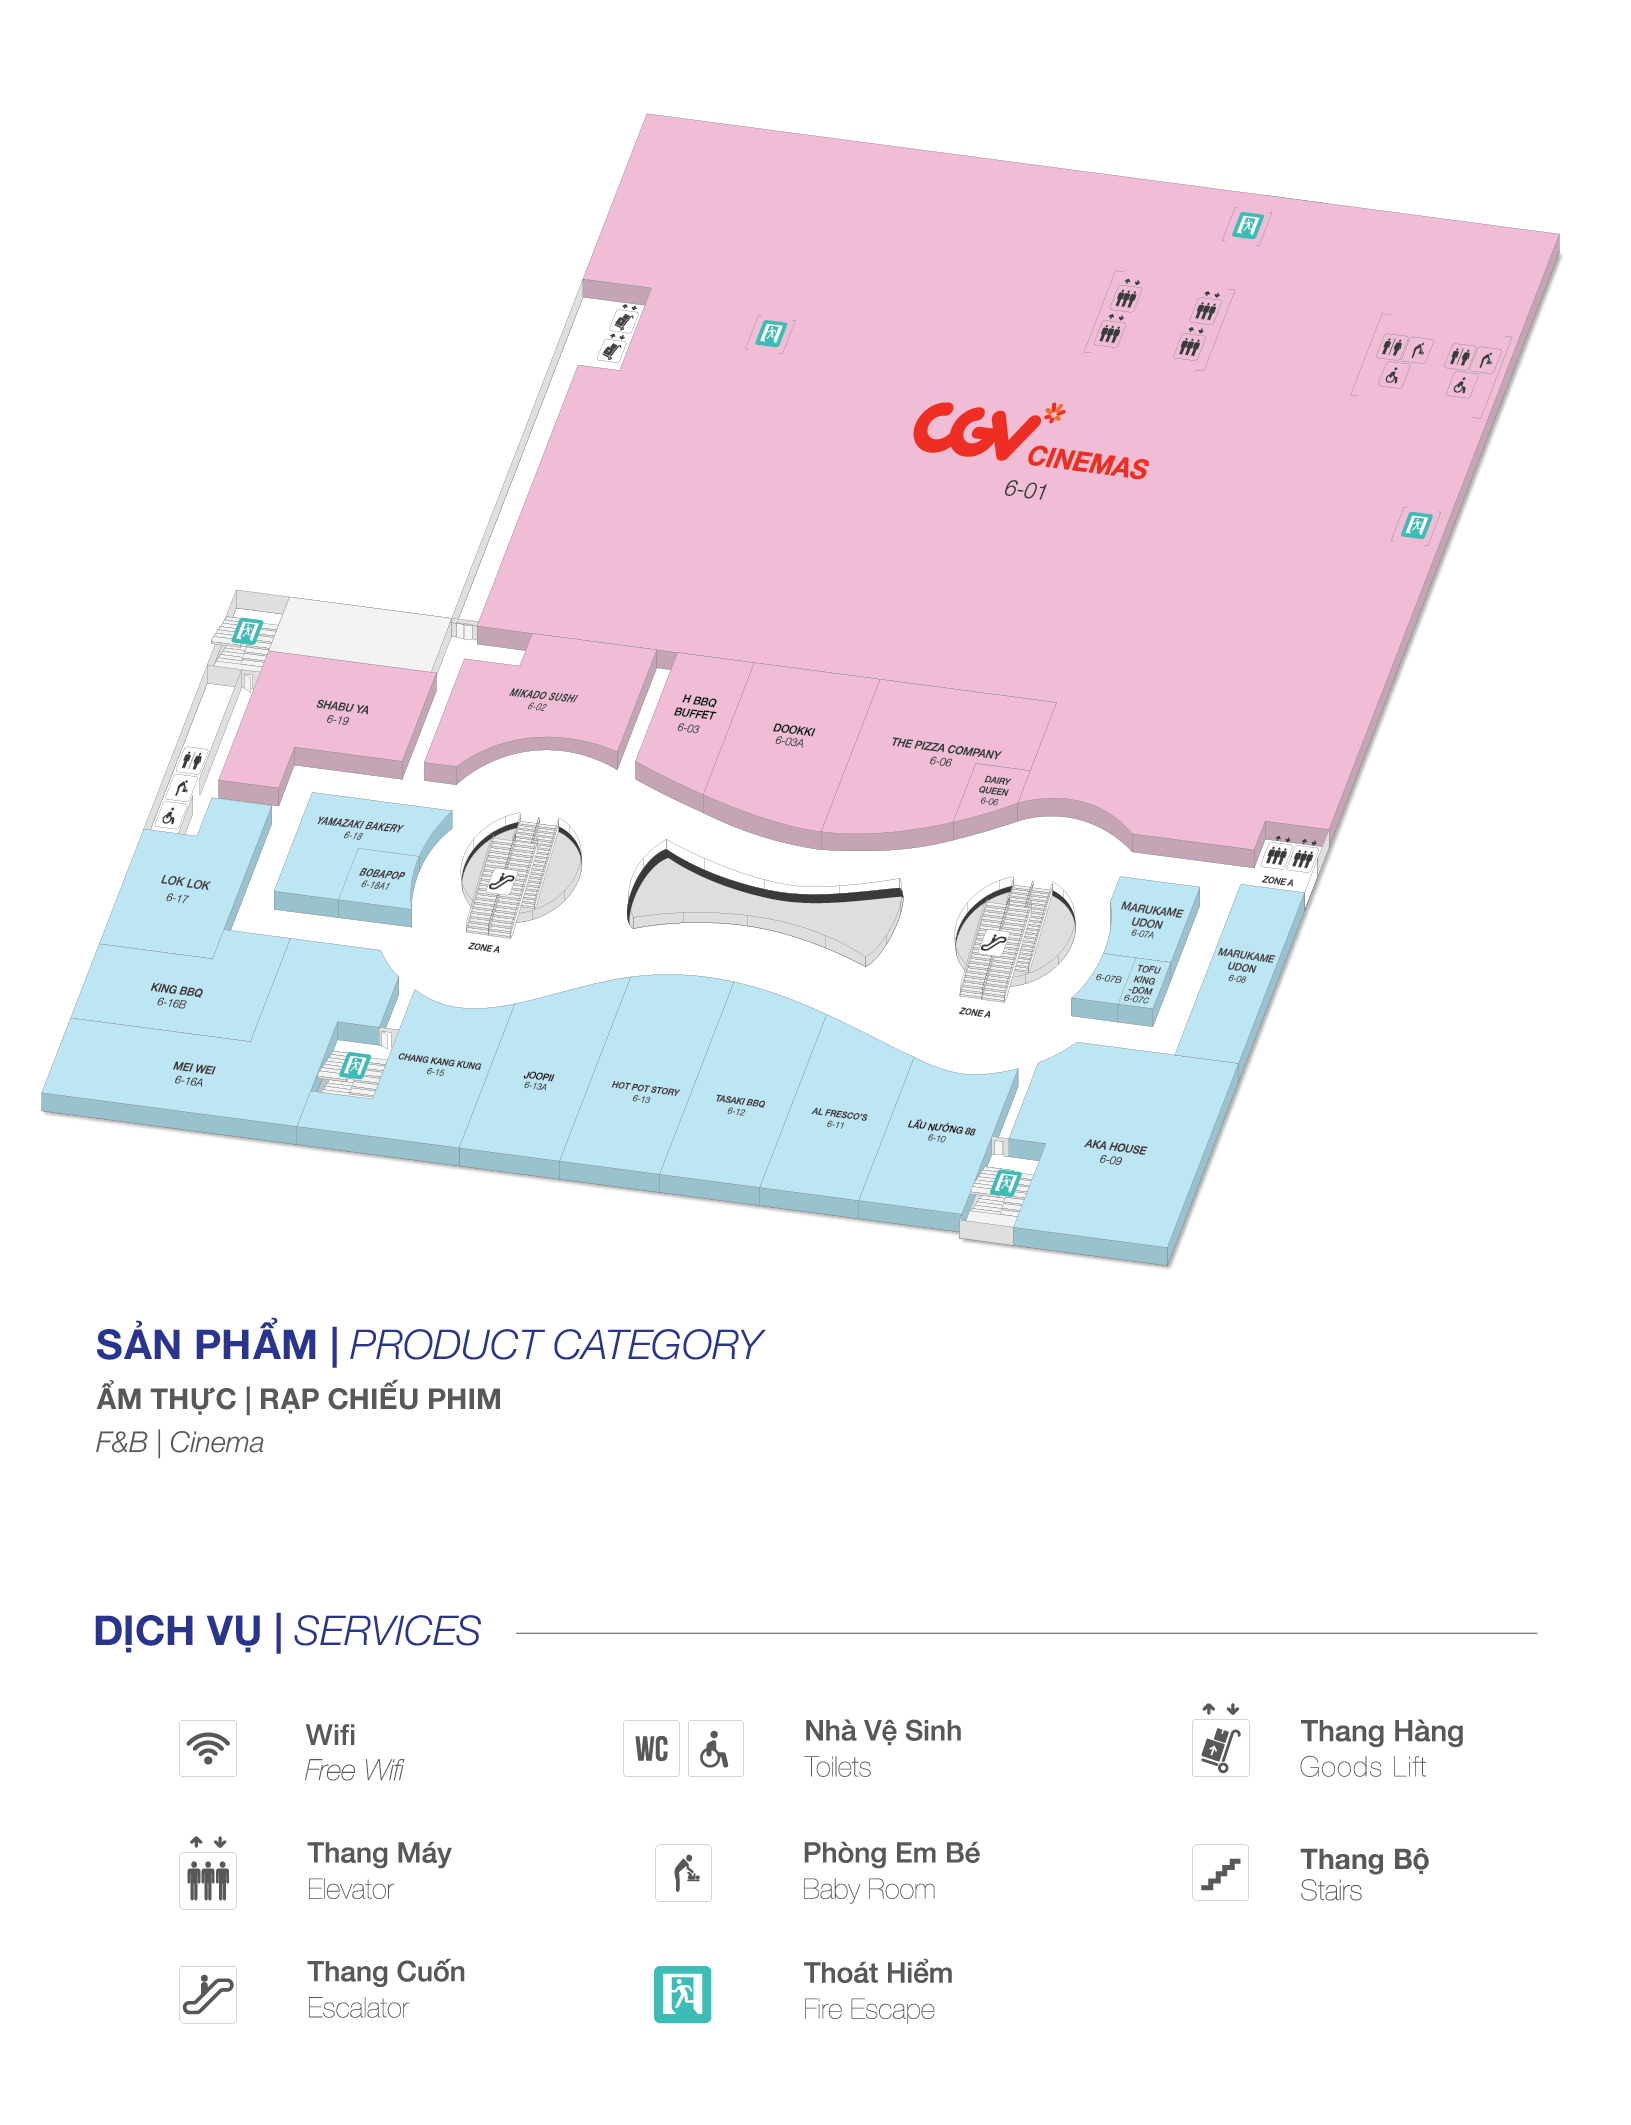 CGV CINEMAS
6-01
SHABU YA
6-19
MIKADO SUSHI
6-02
H BBQ
BUFFET
6-03
DOOKKI
6-03A
THE PIZZA COMPANY
6-06
DAIRY
QUEEN
6-06
YAMAZAKI BAKERY
6-18
BOBAPOP
6-18A1
LOK LOK
6-17
ZONE A
ZONE A
ZONE A
MARUKAME
UDON
6-07A
6-07B
TOFU
KING
-DOM
6-07C
MARUKAME
UDON
6-08
KING BBQ
6-16B
MEI WEI
6-16A
CHANG KANG KUNG
6-15
JOOPII
6-13A
HOT POT STORY
6-13
TASAKI BBQ
6-12
AL FRESCO'S
6-11
LẨU NƯỚNG 88
6-10
AKA HOUSE
6-09
SẢN PHẨM | PRODUCT CATEGORY
ẨM THỰC | RẠP CHIẾU PHIM
F&B | Cinema
DỊCH VỤ | SERVICES
Wifi
Free Wifi
WC
Nhà Vệ Sinh
Toilets
Thang Hàng
Goods Lift
Thang Máy
Elevator
Phòng Em Bé
Baby Room
Thang Bộ
Stairs
Thang Cuốn
Escalator
Thoát Hiểm
Fire Escape